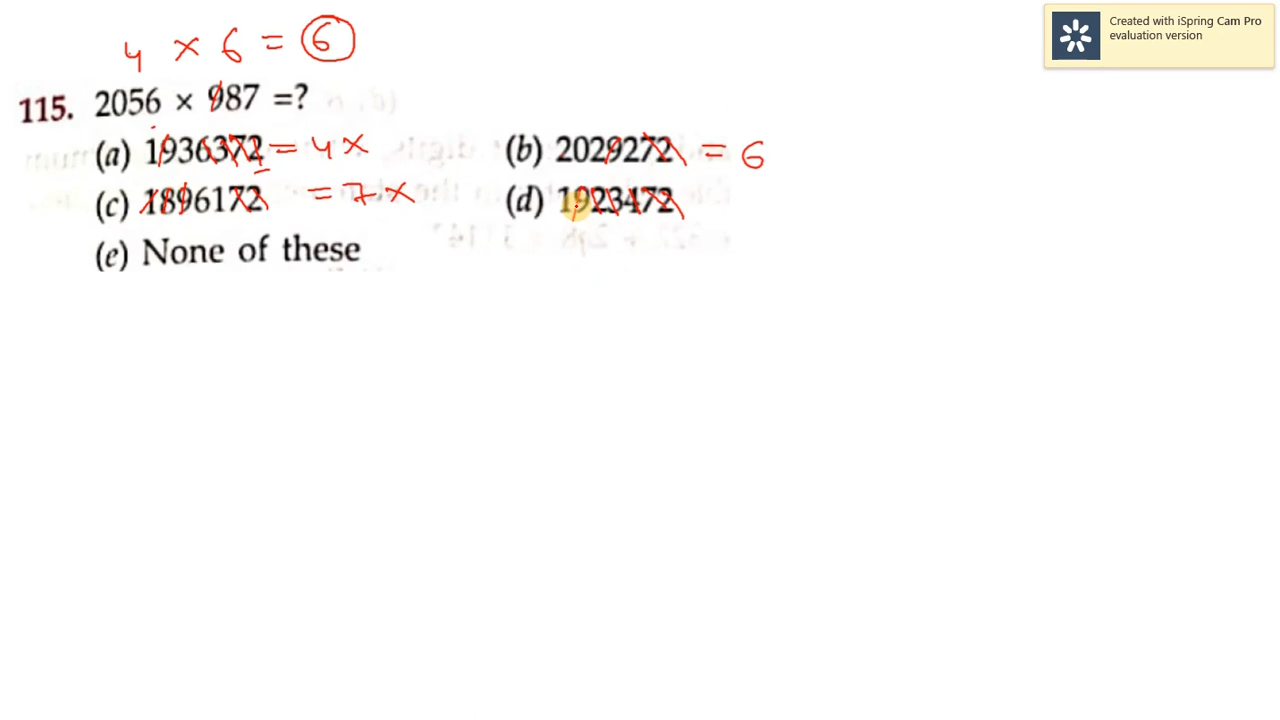 Created with iSpring Cam Pro
evaluation version
4 × 6 = 6
115. 2056 × 987 =?
(a) 1936372 = 4 × (b) 2029272 = 6
(c) 1896172 = 7 × (d) 1923472
(e) None of these